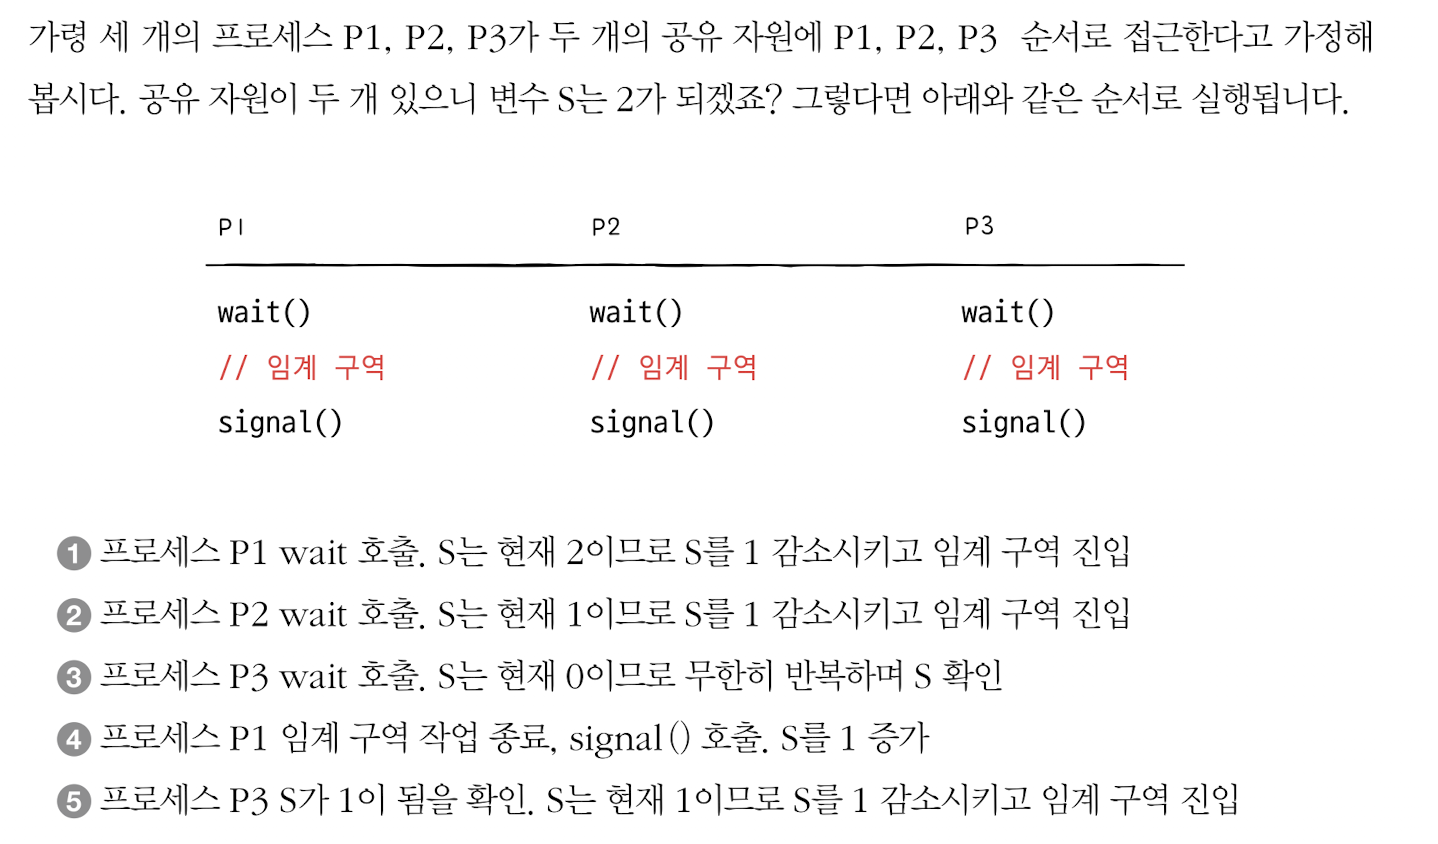 가령 세 개의 프로세스 P1, P2, P3가 두 개의 공유 자원에 P1, P2, P3 순서로 접근한다고 가정해
봅시다. 공유 자원이 두 개 있으니 변수 S는 2가 되겠죠? 그렇다면 아래와 같은 순서로 실행됩니다.
P1 P2 P3
wait() wait() wait()
// 임계 구역 // 임계 구역 // 임계 구역
signal() signal() signal()
1 프로세스 P1 wait 호출. S는 현재 2이므로 S를 1 감소시키고 임계 구역 진입
2 프로세스 P2 wait 호출. S는 현재 1이므로 S를 1 감소시키고 임계 구역 진입
3 프로세스 P3 wait 호출. S는 현재 0이므로 무한히 반복하며 S 확인
4 프로세스 P1 임계 구역 작업 종료, signal() 호출. S를 1 증가
5 프로세스 P3 S가 1이 됨을 확인. S는 현재 1이므로 S를 1 감소시키고 임계 구역 진입